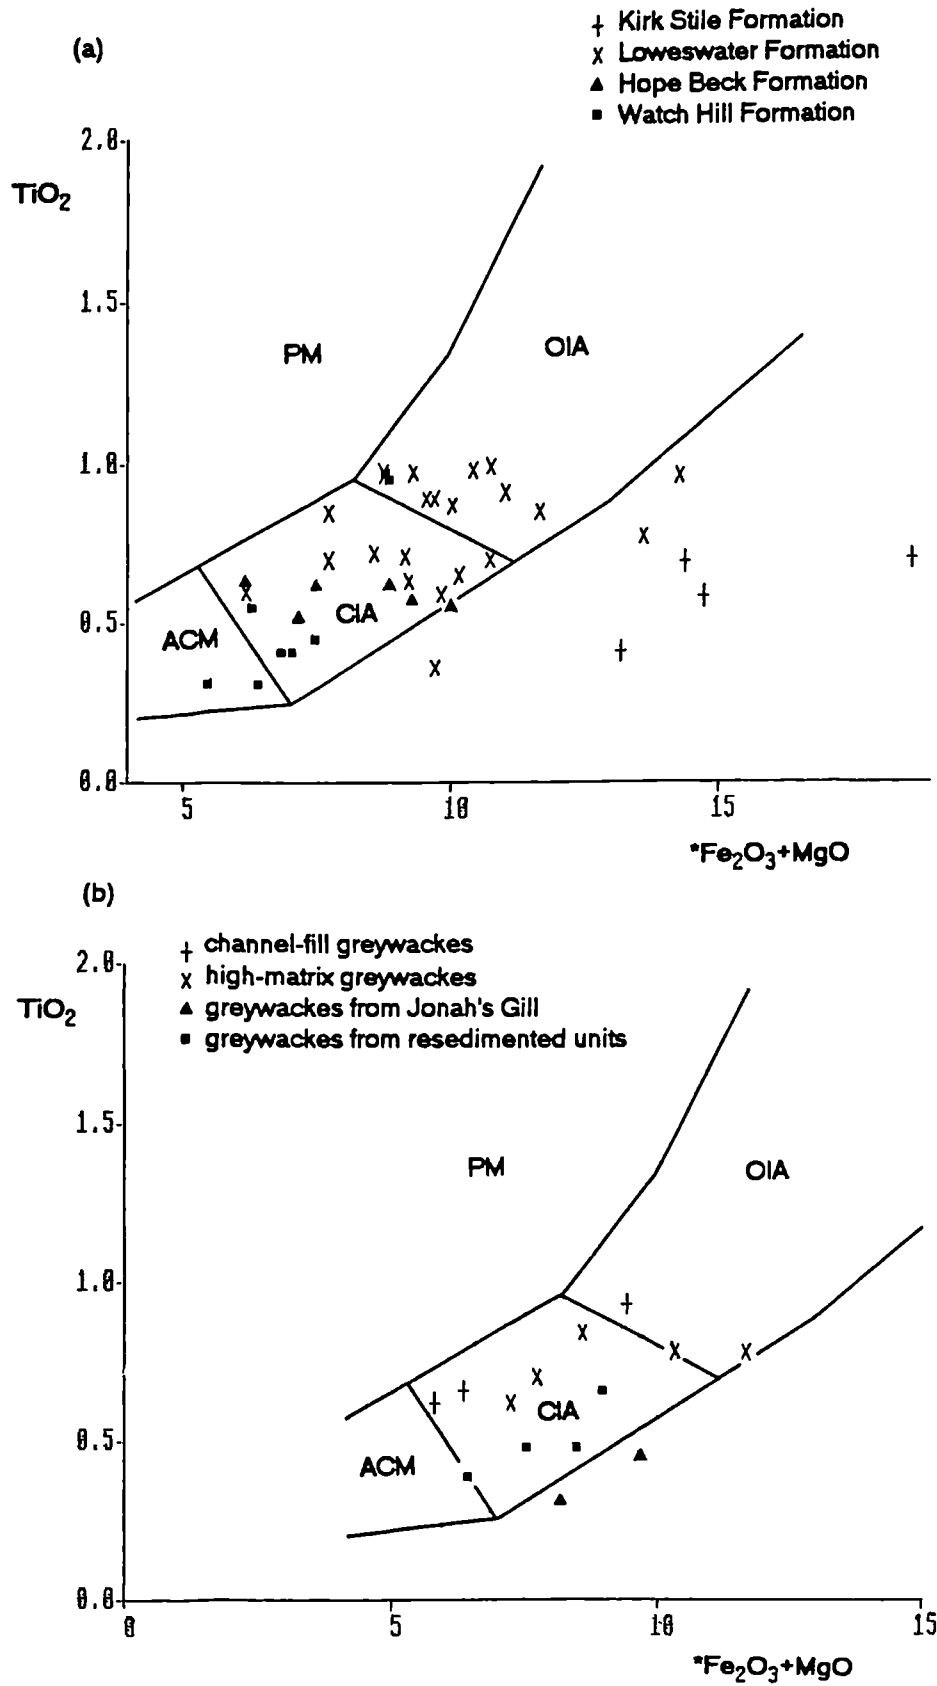 (a)
Kirk Stile Formation
Loweswater Formation
Hope Beck Formation
Watch Hill Formation
2.0
TiO₂
1.5
PM
OIA
1.0
0.5
CIA
ACM
0.0
5
10
15
*Fe₂O₃+MgO
(b)
channel-fill greywackes
high-matrix greywackes
greywackes from Jonah's Gill
greywackes from resedimented units
2.0
TiO₂
1.5
PM
OIA
1.0
CIA
0.5
ACM
0.0
0
5
10
15
*Fe₂O₃+MgO